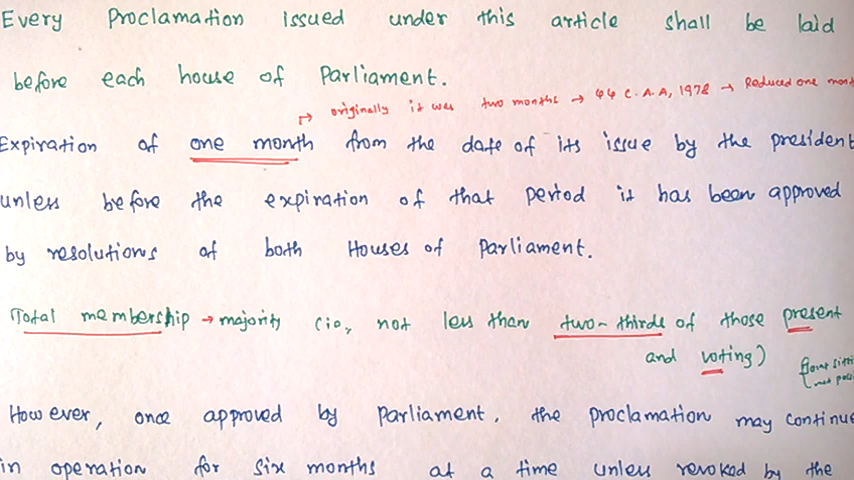 Every Proclamation issued under this article shall be laid
before each house of Parliament.
originally it was two months → 44 C.A.A, 1978 → Reduced one
Expiration of one month from the date of its issue by the president
unless before the expiration of that period it has been approved
by resolutions of both Houses of Parliament.
Total membership → majority (ie, not less than two-thirds of those present
and voting)
not
However, once approved by Parliament, the proclamation may continue
in operation for six months at a time unless revoked by the